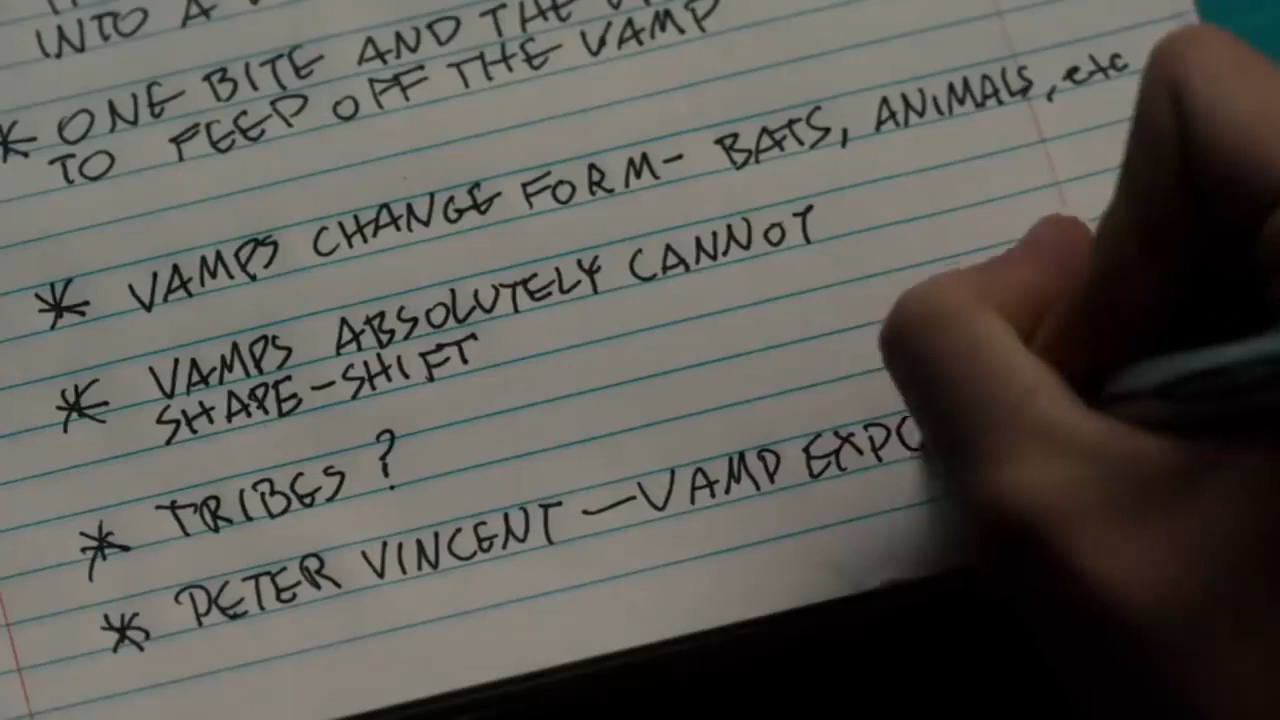 INTO A
* ONE BITE AND THE
TO FEED OFF THE VAMP
* VAMPS CHANGE FORM- BATS, ANIMALS, etc
* VAMPS ABSOLUTELY CANNOT
SHAPE-SHIFT
* TRIBES ?
* PETER VINCENT - VAMP EXPO